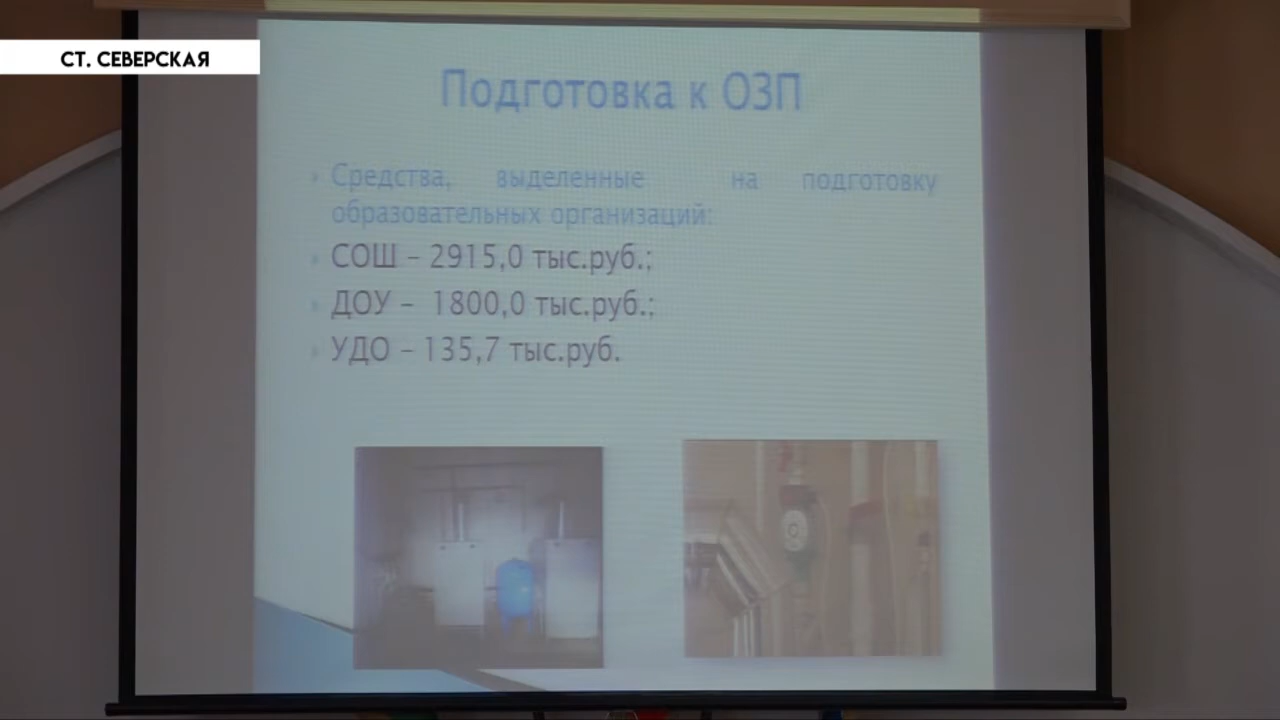 СТ. СЕВЕРСКАЯ
Подготовка к ОЗП
Средства, выделенные на подготовку
образовательных организаций:
СОШ – 2915,0 тыс.руб.;
ДОУ – 1800,0 тыс.руб.;
УДО – 135,7 тыс.руб.